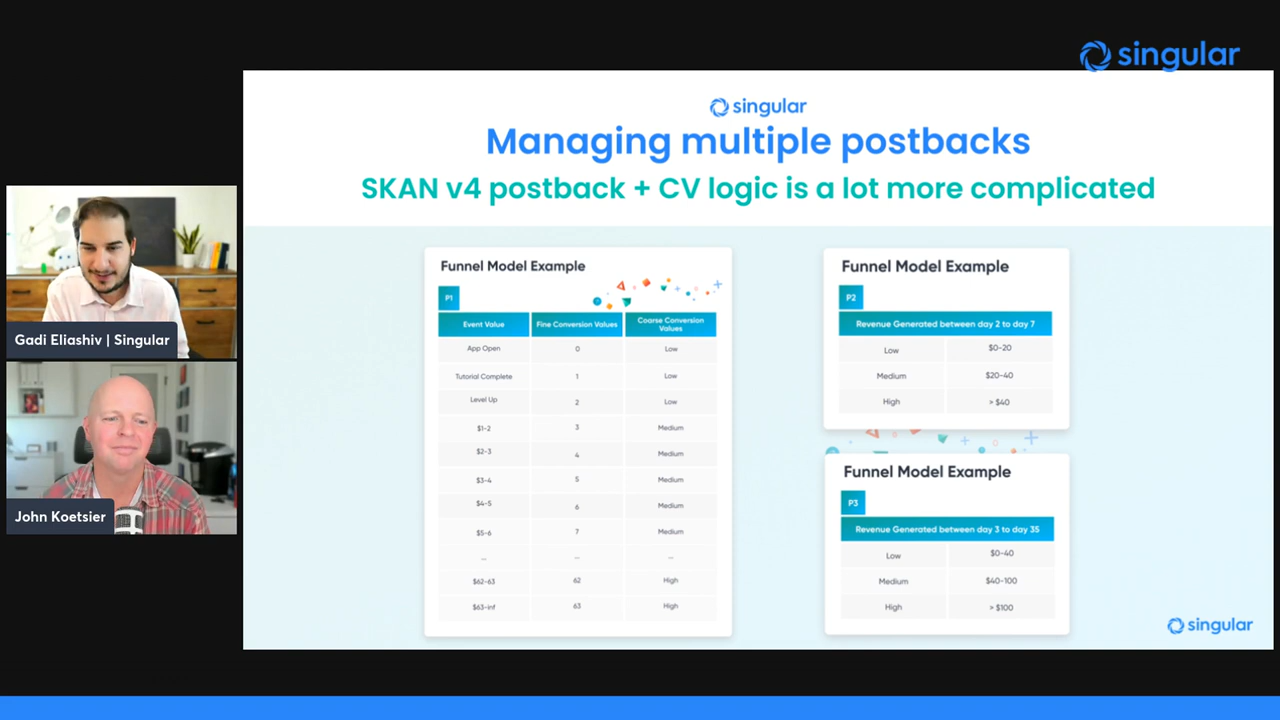 singular
singular
Managing multiple postbacks
SKAN v4 postback + CV logic is a lot more complicated
Gadi Eliashiv | Singular
John Koetsier
Funnel Model Example
P1
Event Value Fine Conversion Values Coarse Conversion Values
App Open 0 Low
Tutorial Complete 1 Low
Level Up 2 Low
$1-2 3 Medium
$2-3 4 Medium
$3-4 5 Medium
$4-5 6 Medium
$5-6 7 Medium
... ... ...
$62-63 62 High
$63-inf 63 High
Funnel Model Example
P2
Revenue Generated between day 2 to day 7
Low $0-20
Medium $20-40
High > $40
Funnel Model Example
P3
Revenue Generated between day 3 to day 35
Low $0-40
Medium $40-100
High > $100
singular